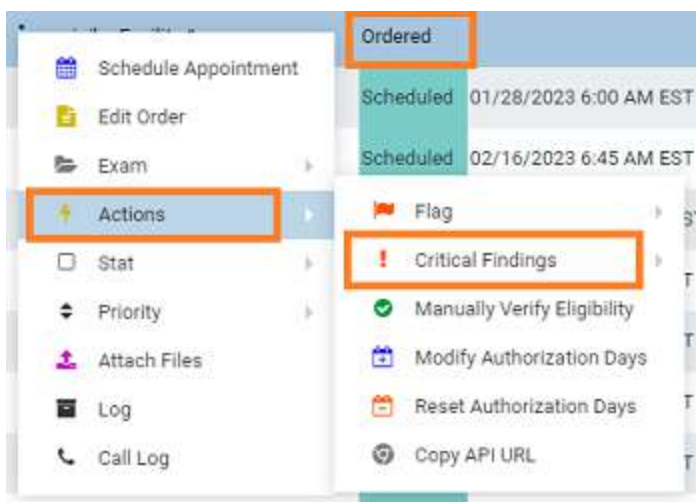 Ordered
Schedule Appointment
Edit Order
Scheduled 01/28/2023 6:00 AM EST
Exam
Scheduled 02/16/2023 6:45 AM EST
Actions
Flag
Stat
Critical Findings
Priority
Manually Verify Eligibility
Attach Files
Modify Authorization Days
Log
Reset Authorization Days
Call Log
Copy API URL